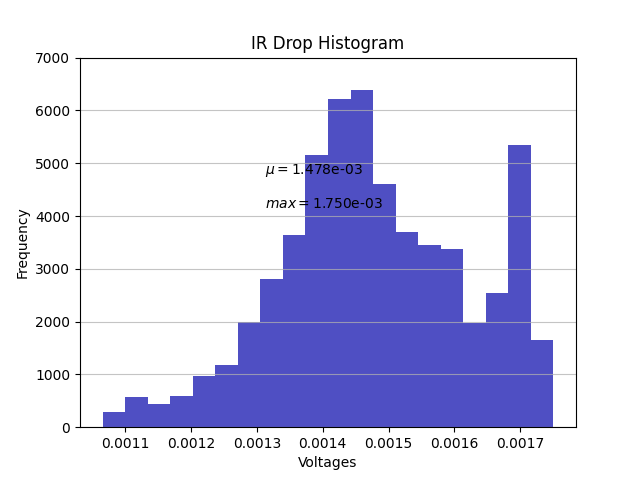 IR Drop Histogram
7000
6000
5000
4000
3000
2000
1000
0
Frequency
μ = 1.478e-03
max = 1.750e-03
0.0011 0.0012 0.0013 0.0014 0.0015 0.0016 0.0017
Voltages